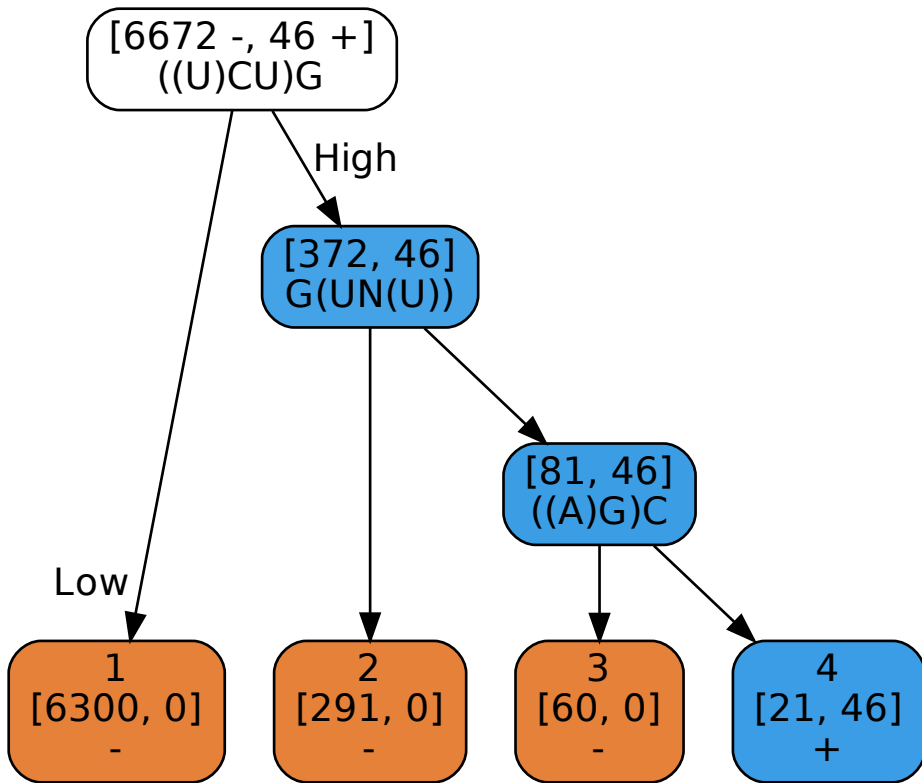 [6672 -, 46 +]
((U)CU)G
High
[372, 46]
G(UN(U))
[81, 46]
((A)G)C
Low
1
[6300, 0]
-
2
[291, 0]
-
3
[60, 0]
-
4
[21, 46]
+